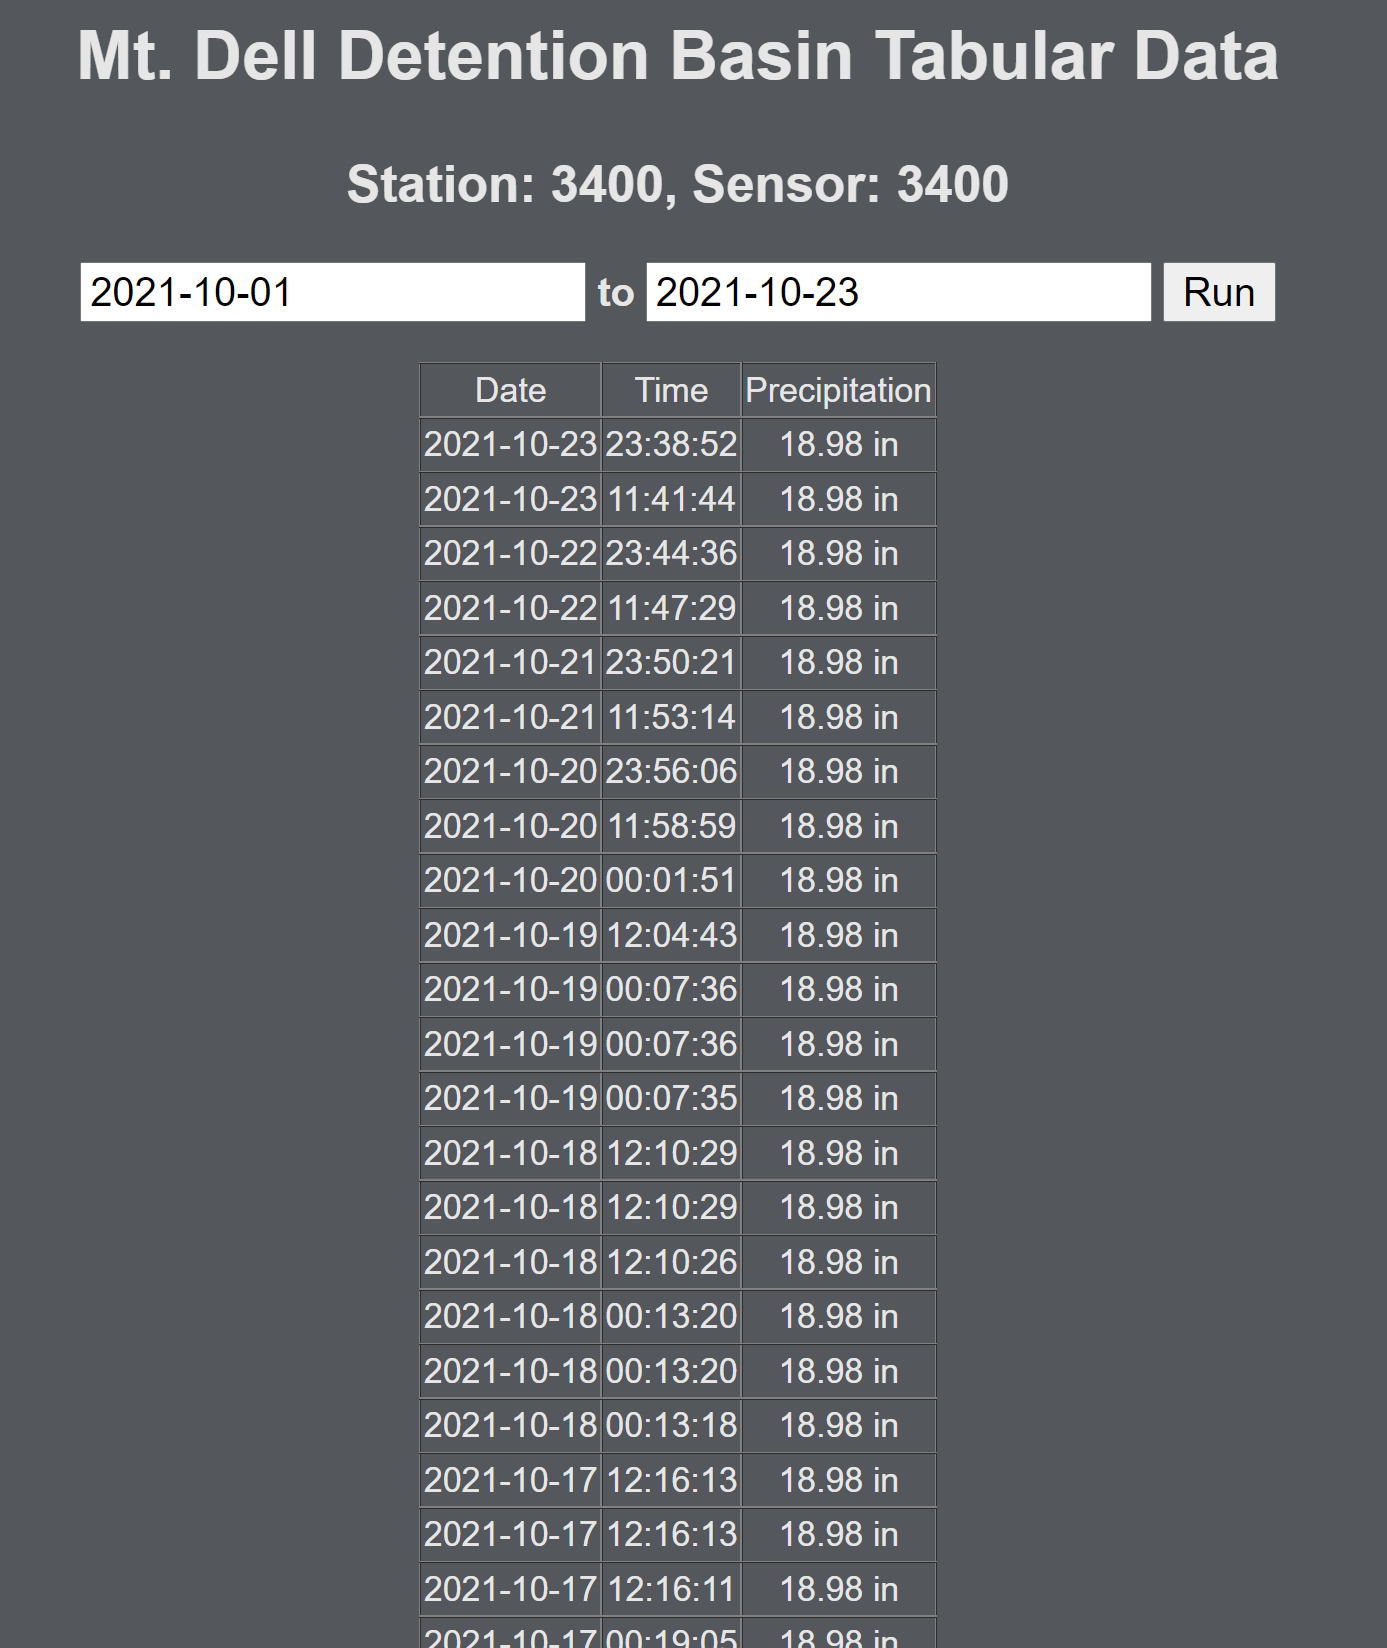 Mt. Dell Detention Basin Tabular Data
Station: 3400, Sensor: 3400
2021-10-01 to 2021-10-23 Run
Date Time Precipitation
2021-10-23 23:38:52 18.98 in
2021-10-23 11:41:44 18.98 in
2021-10-22 23:44:36 18.98 in
2021-10-22 11:47:29 18.98 in
2021-10-21 23:50:21 18.98 in
2021-10-21 11:53:14 18.98 in
2021-10-20 23:56:06 18.98 in
2021-10-20 11:58:59 18.98 in
2021-10-20 00:01:51 18.98 in
2021-10-19 12:04:43 18.98 in
2021-10-19 00:07:36 18.98 in
2021-10-19 00:07:36 18.98 in
2021-10-19 00:07:35 18.98 in
2021-10-18 12:10:29 18.98 in
2021-10-18 12:10:29 18.98 in
2021-10-18 12:10:26 18.98 in
2021-10-18 00:13:20 18.98 in
2021-10-18 00:13:20 18.98 in
2021-10-18 00:13:18 18.98 in
2021-10-17 12:16:13 18.98 in
2021-10-17 12:16:13 18.98 in
2021-10-17 12:16:11 18.98 in
2021-10-17 00:19:05 18.98 in